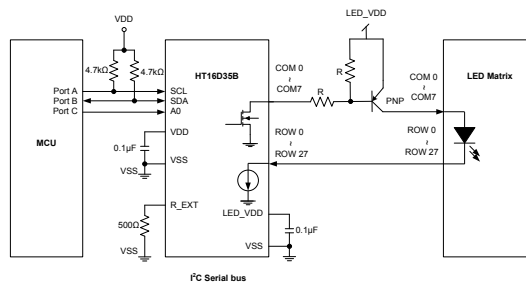 VDD
LED_VDD
4.7kΩ
4.7kΩ
HT16D35B
COM 0
~
COM7
R
R
PNP
COM 0
~
COM7
LED Matrix
Port A
Port B
Port C
SCL
SDA
A0
MCU
VDD
0.1µF
VSS
VSS
ROW 0
~
ROW 27
ROW 0
~
ROW 27
R_EXT
500Ω
VSS
LED_VDD
0.1µF
VSS
I²C Serial bus